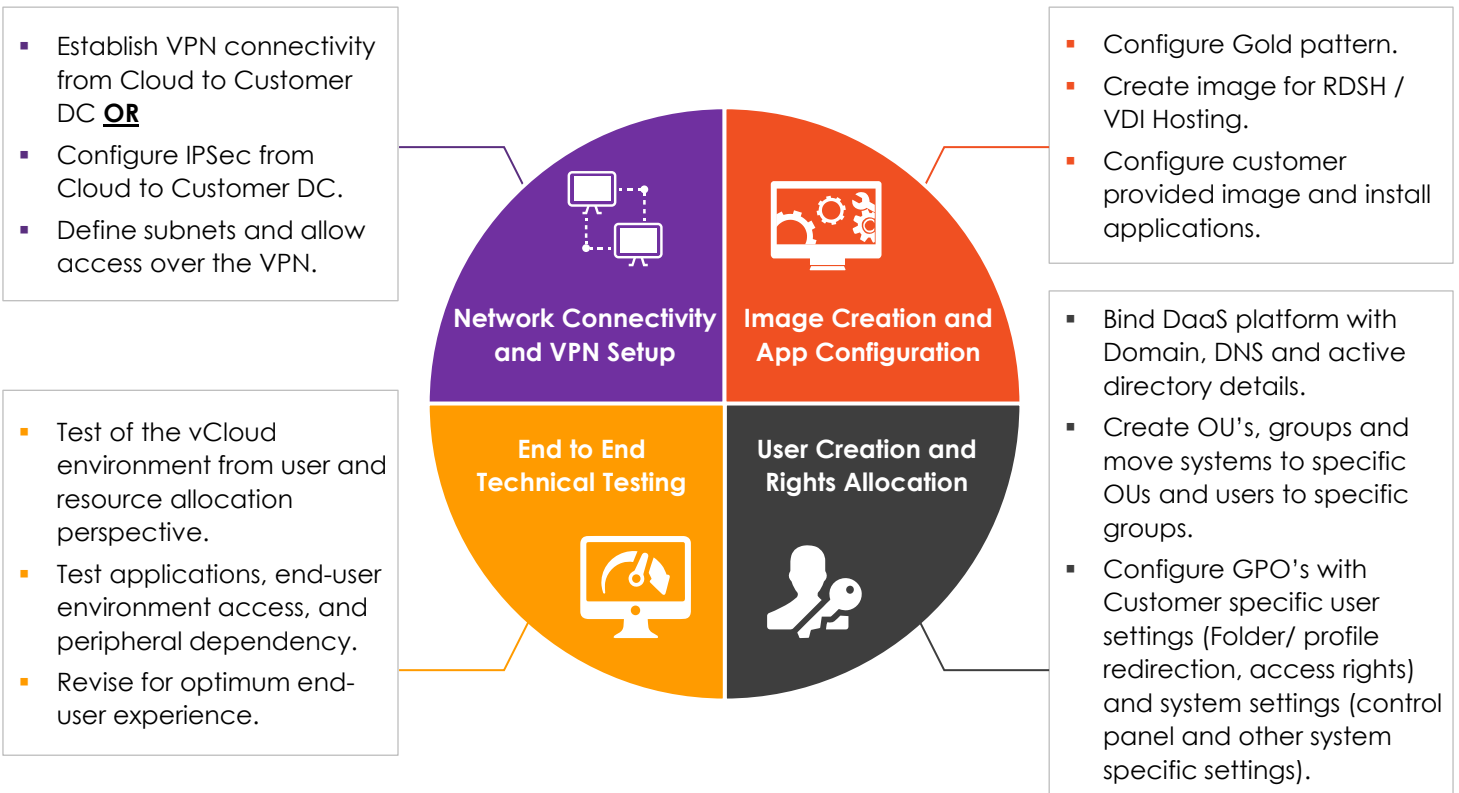 Establish VPN connectivity
from Cloud to Customer
DC OR
Configure IPSec from
Cloud to Customer DC.
Define subnets and allow
access over the VPN.
Configure Gold pattern.
Create image for RDSH /
VDI Hosting.
Configure customer
provided image and install
applications.
Network Connectivity
and VPN Setup
Image Creation and
App Configuration
End to End
Technical Testing
User Creation and
Rights Allocation
Test of the vCloud
environment from user and
resource allocation
perspective.
Test applications, end-user
environment access, and
peripheral dependency.
Revise for optimum end-
user experience.
Bind DaaS platform with
Domain, DNS and active
directory details.
Create OU's, groups and
move systems to specific
OUs and users to specific
groups.
Configure GPO's with
Customer specific user
settings (Folder/ profile
redirection, access rights)
and system settings (control
panel and other system
specific settings).